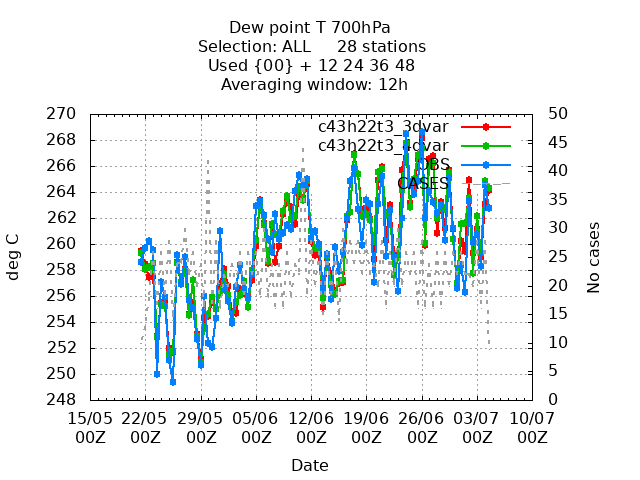 Dew point T 700hPa
Selection: ALL 28 stations
Used {00} + 12 24 36 48
Averaging window: 12h
270
268
266
264
262
260
258
256
254
252
250
248
deg C
50
45
40
35
30
25
20
15
10
5
0
No cases
c43h22t3_3dvar
c43h22t3_4dvar
OBS
CASES
15/05 22/05 29/05 05/06 12/06 19/06 26/06 03/07 10/07
00Z 00Z 00Z 00Z 00Z 00Z 00Z 00Z 00Z
Date